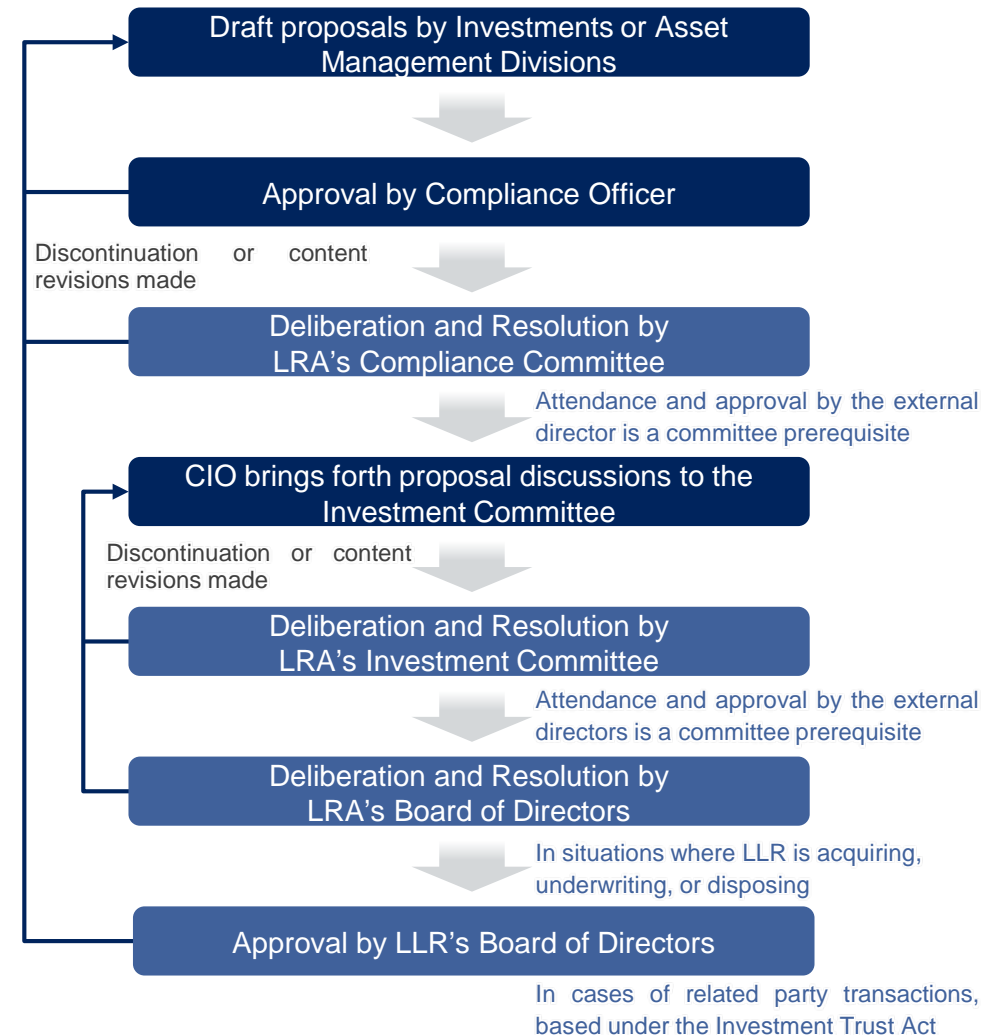 Draft proposals by Investments or Asset
Management Divisions
Approval by Compliance Officer
Discontinuation or content
revisions made
Deliberation and Resolution by
LRA's Compliance Committee
Attendance and approval by the external
director is a committee prerequisite
CIO brings forth proposal discussions to the
Investment Committee
Discontinuation or content
revisions made
Deliberation and Resolution by
LRA's Investment Committee
Attendance and approval by the external
directors is a committee prerequisite
Deliberation and Resolution by
LRA's Board of Directors
In situations where LLR is acquiring,
underwriting, or disposing
Approval by LLR's Board of Directors
In cases of related party transactions,
based under the Investment Trust Act